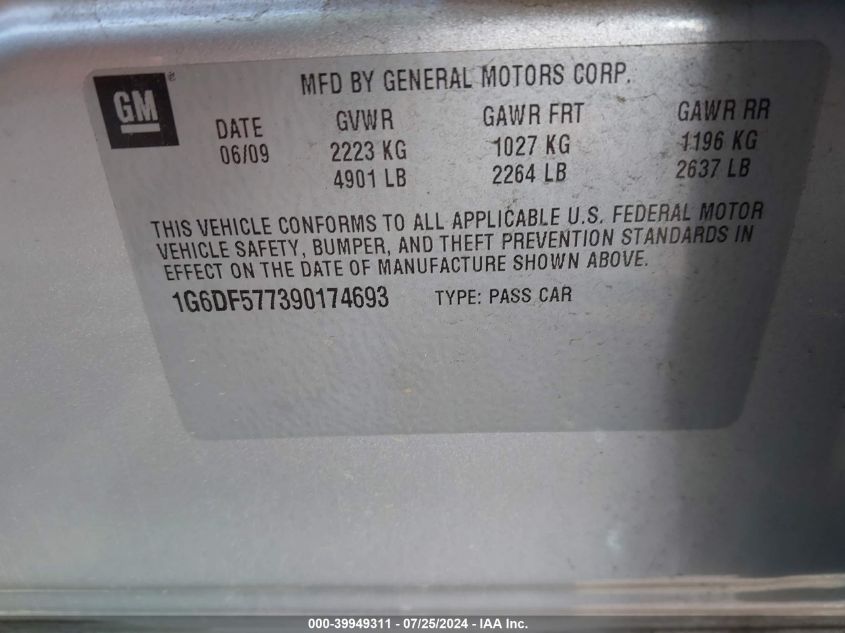 GM®
MFD BY GENERAL MOTORS CORP.
DATE GVWR GAWR FRT GAWR RR
06/09 2223 KG 1027 KG 1196 KG
4901 LB 2264 LB 2637 LB
THIS VEHICLE CONFORMS TO ALL APPLICABLE U.S. FEDERAL MOTOR
VEHICLE SAFETY, BUMPER, AND THEFT PREVENTION STANDARDS IN
EFFECT ON THE DATE OF MANUFACTURE SHOWN ABOVE.
1G6DF577390174693 TYPE: PASS CAR
000-39949311 - 07/25/2024 - IAA Inc.